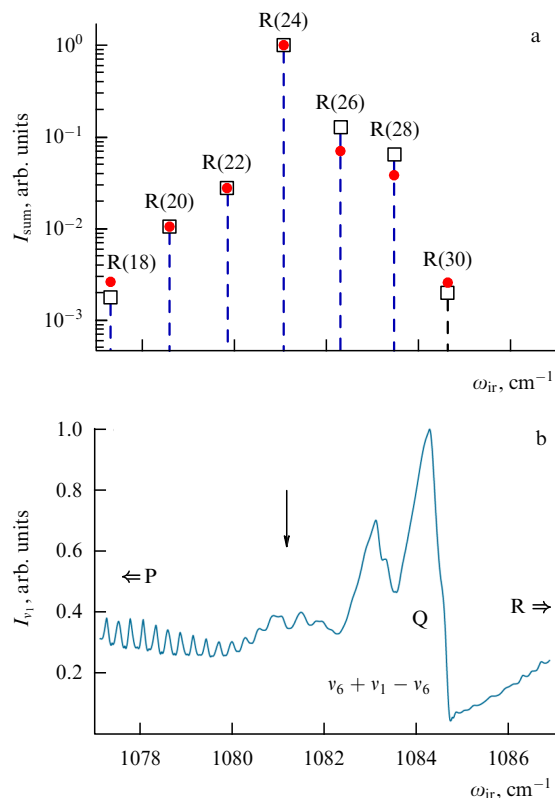 a
R(24)
10⁰
R(26)
R(28)
10⁻¹
R(22)
R(20)
R(18)
10⁻²
R(30)
10⁻³
I_sum, arb. units
ω_ir, cm⁻¹
b
1.0
0.8
0.6
⇐ P
R ⇒
0.4
Q
ν₆ + ν₁ − ν₆
0.2
I_ν₁, arb. units
1078 1080 1082 1084 1086
ω_ir, cm⁻¹